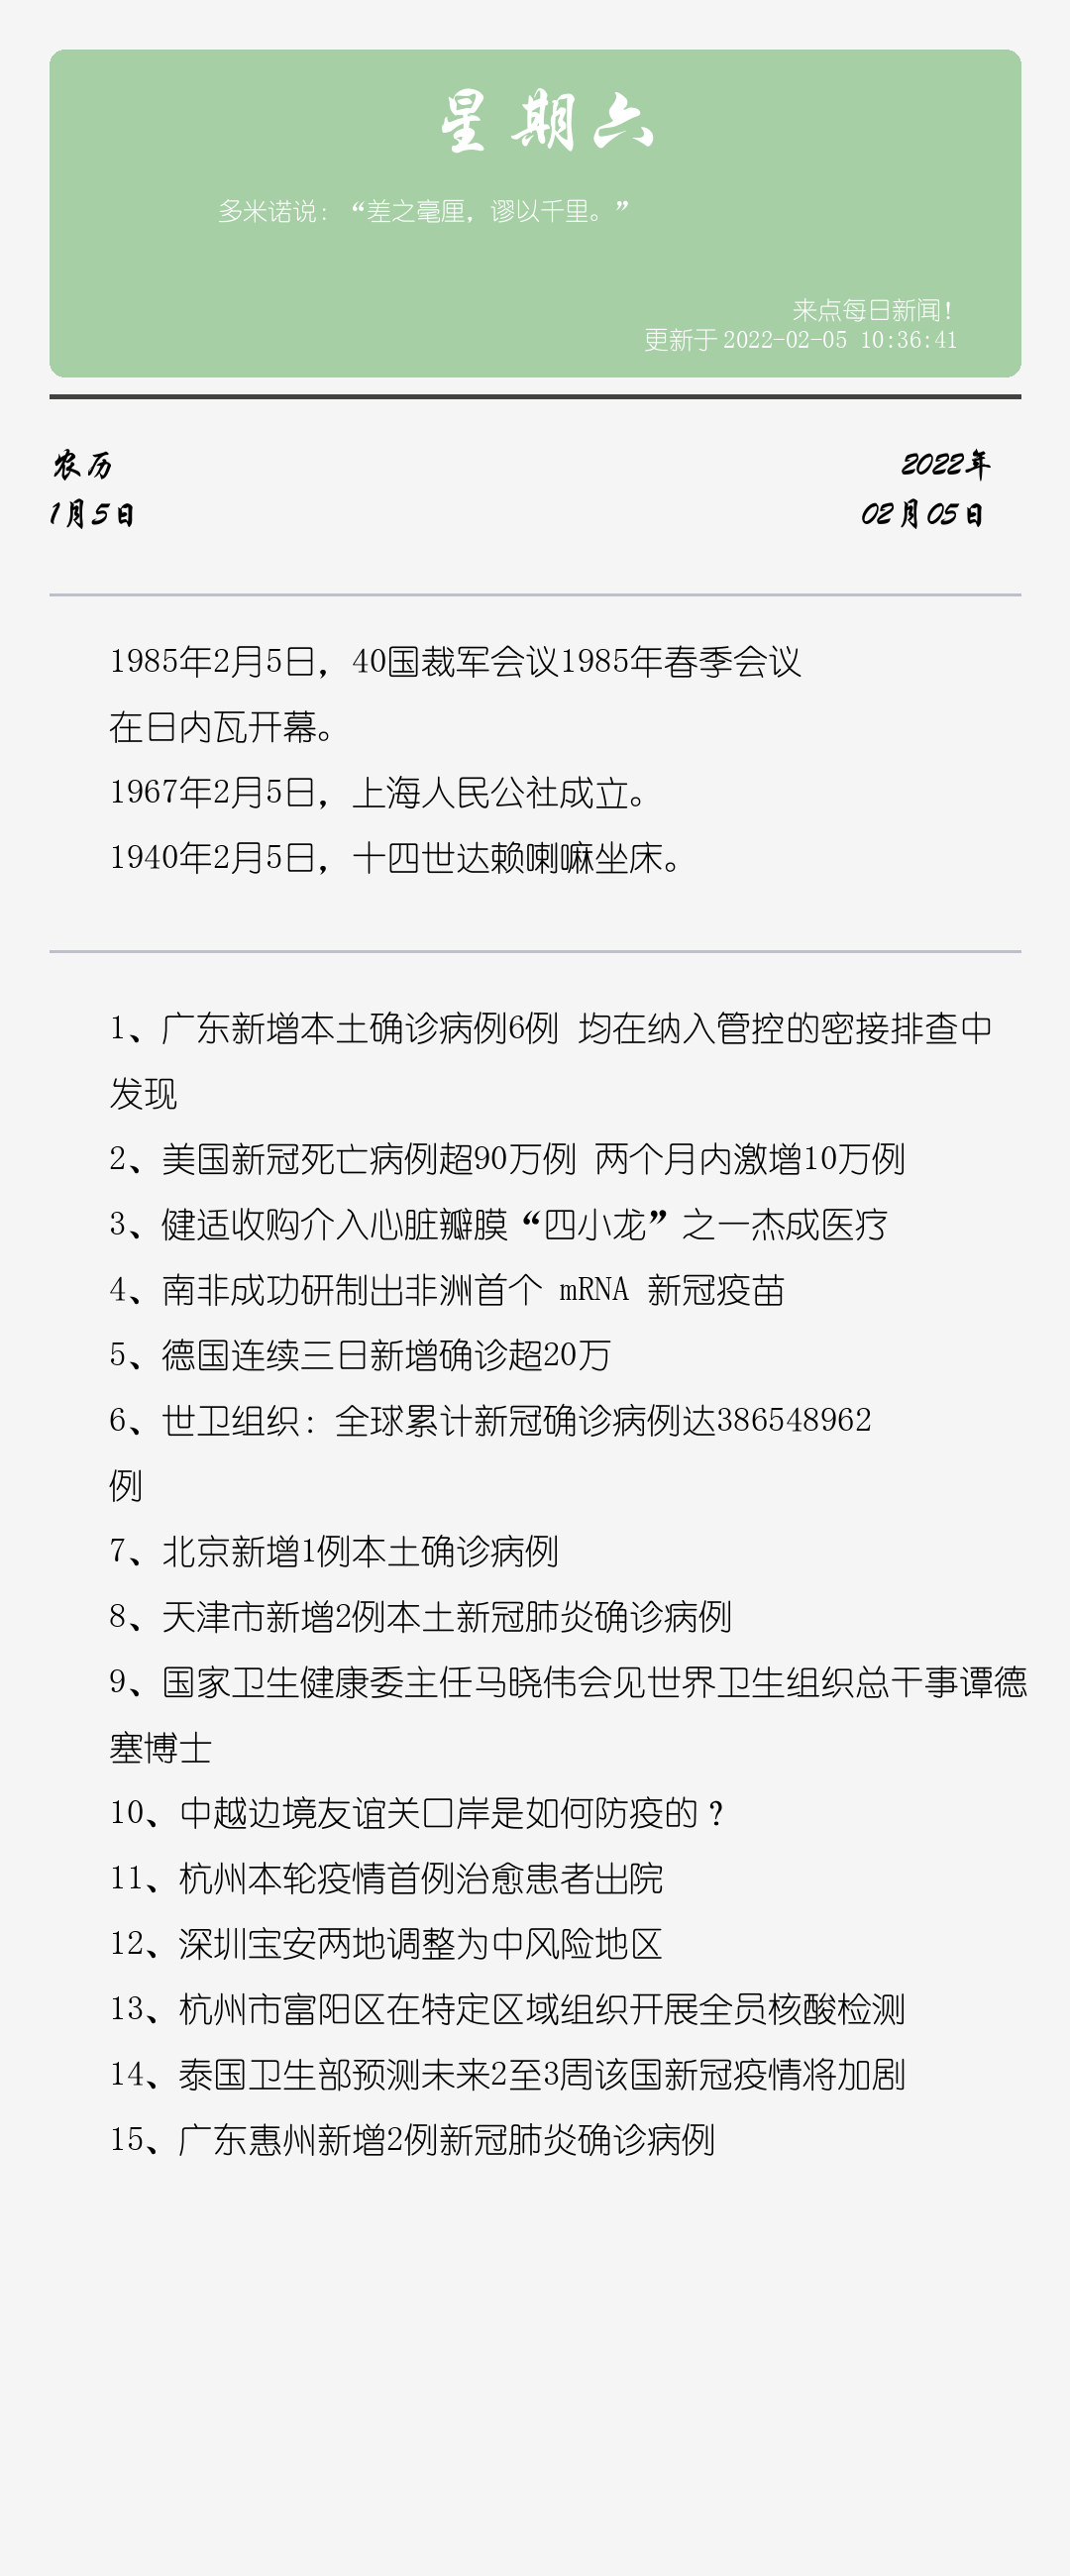 星期六
多米诺说：“差之毫厘，谬以千里。”
来点每日新闻！
更新于2022-02-05 10:36:41
农历
2022年
1月5日
02月05日
1985年2月5日，40国裁军会议1985年春季会议
在日内瓦开幕。
1967年2月5日，上海人民公社成立。
1940年2月5日，十四世达赖喇嘛坐床。
1、广东新增本土确诊病例6例 均在纳入管控的密接排查中
发现
2、美国新冠死亡病例超90万例 两个月内激增10万例
3、健适收购介入心脏瓣膜“四小龙”之一杰成医疗
4、南非成功研制出非洲首个 mRNA 新冠疫苗
5、德国连续三日新增确诊超20万
6、世卫组织：全球累计新冠确诊病例达386548962
例
7、北京新增1例本土确诊病例
8、天津市新增2例本土新冠肺炎确诊病例
9、国家卫生健康委主任马晓伟会见世界卫生组织总干事谭德
塞博士
10、中越边境友谊关口岸是如何防疫的？
11、杭州本轮疫情首例治愈患者出院
12、深圳宝安两地调整为中风险地区
13、杭州市富阳区在特定区域组织开展全员核酸检测
14、泰国卫生部预测未来2至3周该国新冠疫情将加剧
15、广东惠州新增2例新冠肺炎确诊病例